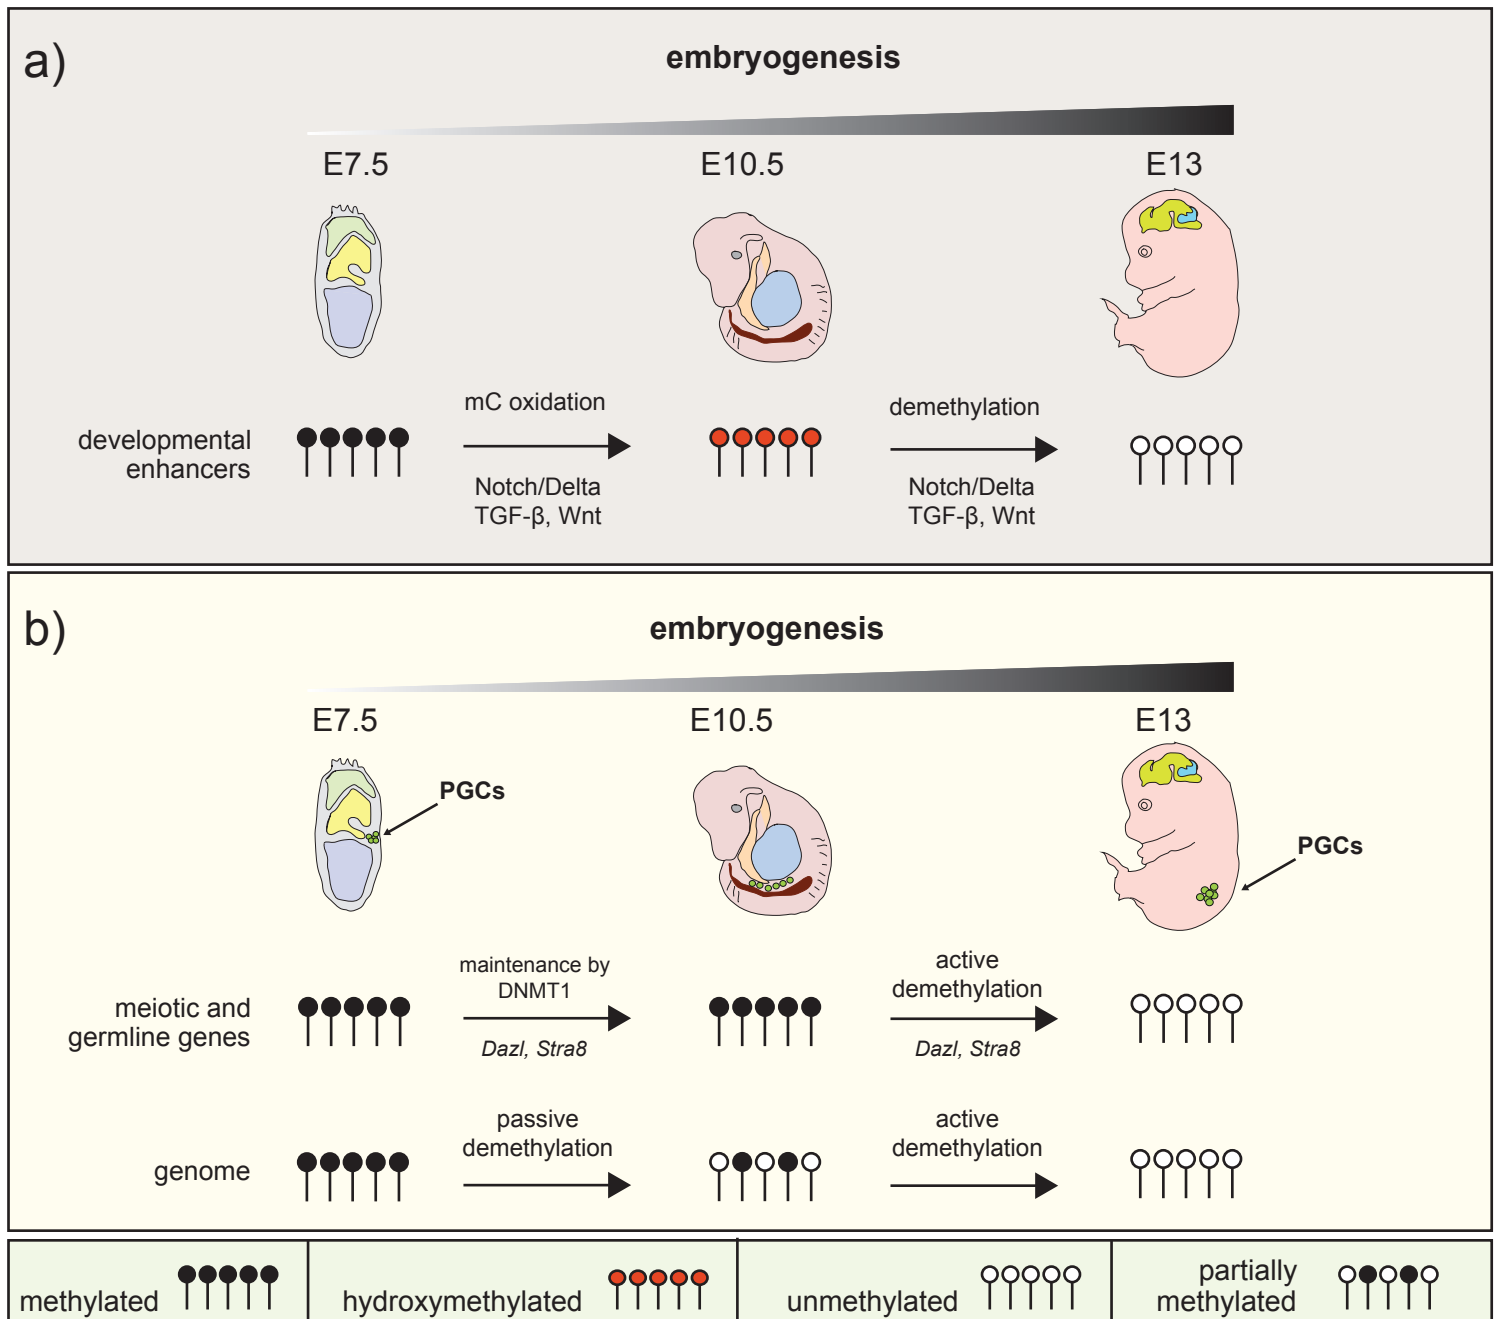 a)
embryogenesis
E7.5
E10.5
E13
developmental
enhancers
mC oxidation
Notch/Delta
TGF-β, Wnt
demethylation
Notch/Delta
TGF-β, Wnt
b)
embryogenesis
E7.5
E10.5
E13
PGCs
PGCs
meiotic and
germline genes
maintenance by
DNMT1
Dazl, Stra8
active
demethylation
Dazl, Stra8
genome
passive
demethylation
active
demethylation
methylated
hydroxymethylated
unmethylated
partially
methylated